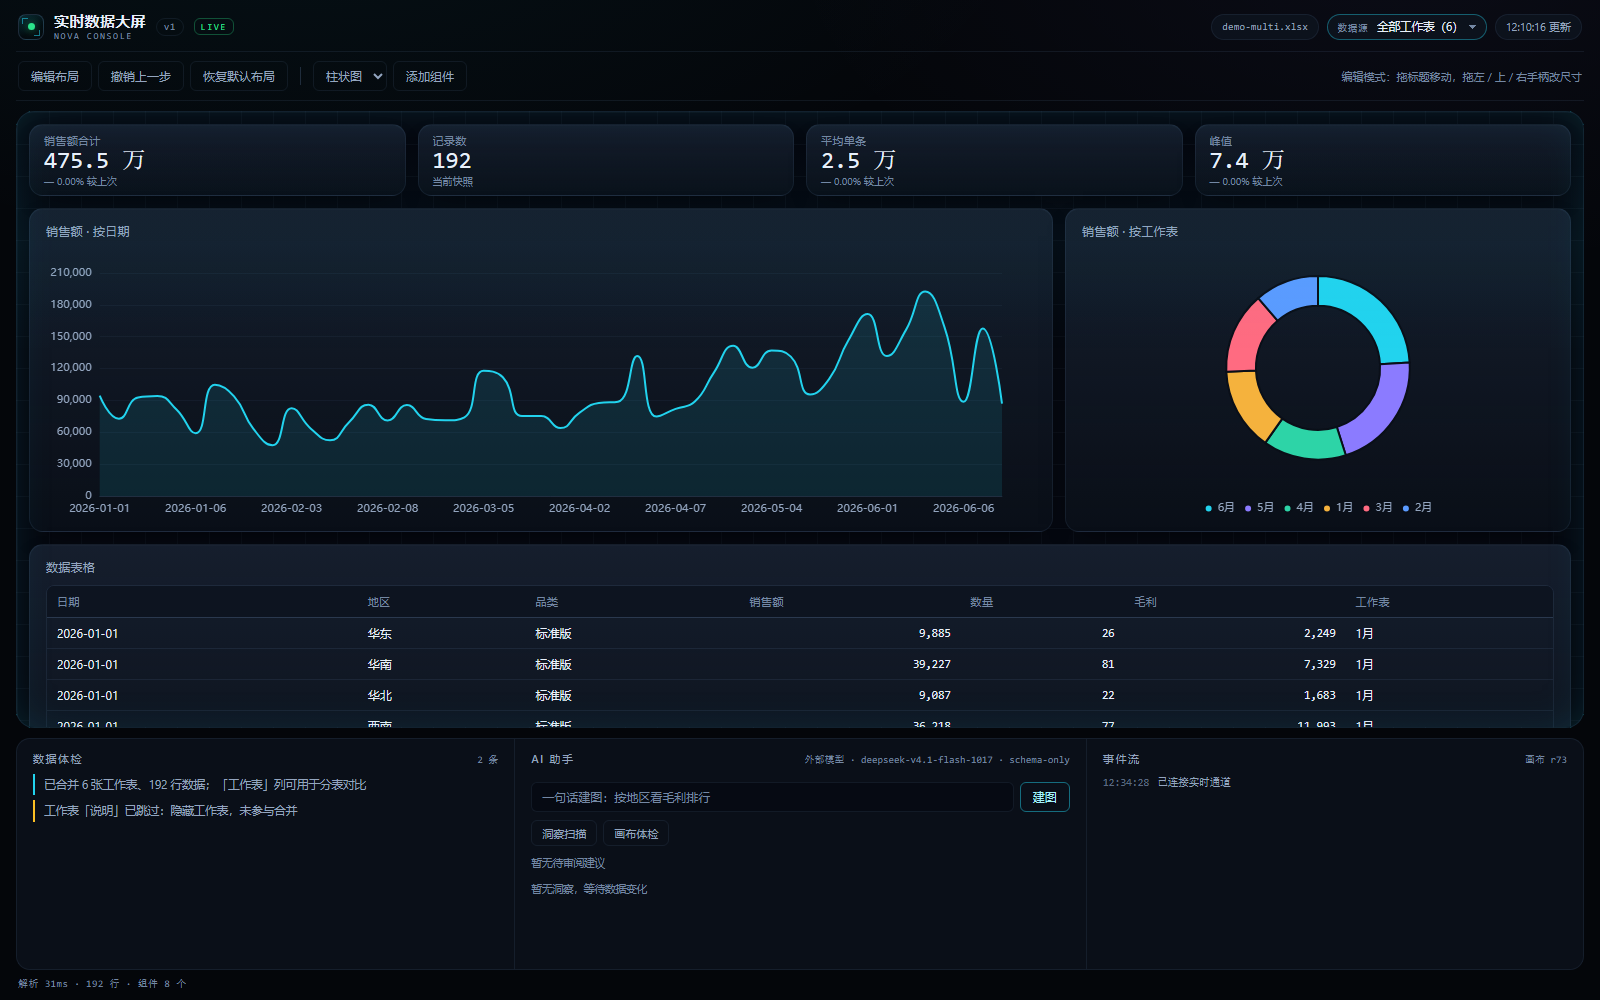 实时数据大屏 v1 LIVE
NOVA CONSOLE
demo-multi.xlsx 数据源 全部工作表 (6) 12:10:16 更新
编辑布局 撤销上一步 恢复默认布局 柱状图 添加组件
编辑模式：拖标题移动，拖左 / 上 / 右手柄改尺寸
销售额合计
475.5 万
— 0.00% 较上次
记录数
192
当前快照
平均单条
2.5 万
— 0.00% 较上次
峰值
7.4 万
— 0.00% 较上次
销售额 · 按日期
210,000
180,000
150,000
120,000
90,000
60,000
30,000
0
2026-01-01 2026-01-06 2026-02-03 2026-02-08 2026-03-05 2026-04-02 2026-04-07 2026-05-04 2026-06-01 2026-06-06
销售额 · 按工作表
6月 5月 4月 1月 3月 2月
数据表格
日期 地区 品类 销售额 数量 毛利 工作表
2026-01-01 华东 标准版 9,885 26 2,249 1月
2026-01-01 华南 标准版 39,227 81 7,329 1月
2026-01-01 华北 标准版 9,087 22 1,683 1月
2026-01-01 西南 标准版 36,218 77 11,993 1月
数据体检 2 条
已合并 6 张工作表、192 行数据；「工作表」列可用于分表对比
工作表「说明」已跳过：隐藏工作表，未参与合并
AI 助手 外部模型 · deepseek-v4.1-flash-1017 · schema-only
一句话建图：按地区看毛利排行 建图
洞察扫描 画布体检
暂无待审阅建议
暂无洞察，等待数据变化
事件流 画布 r73
12:34:28 已连接实时通道
解析 31ms · 192 行 · 组件 8 个